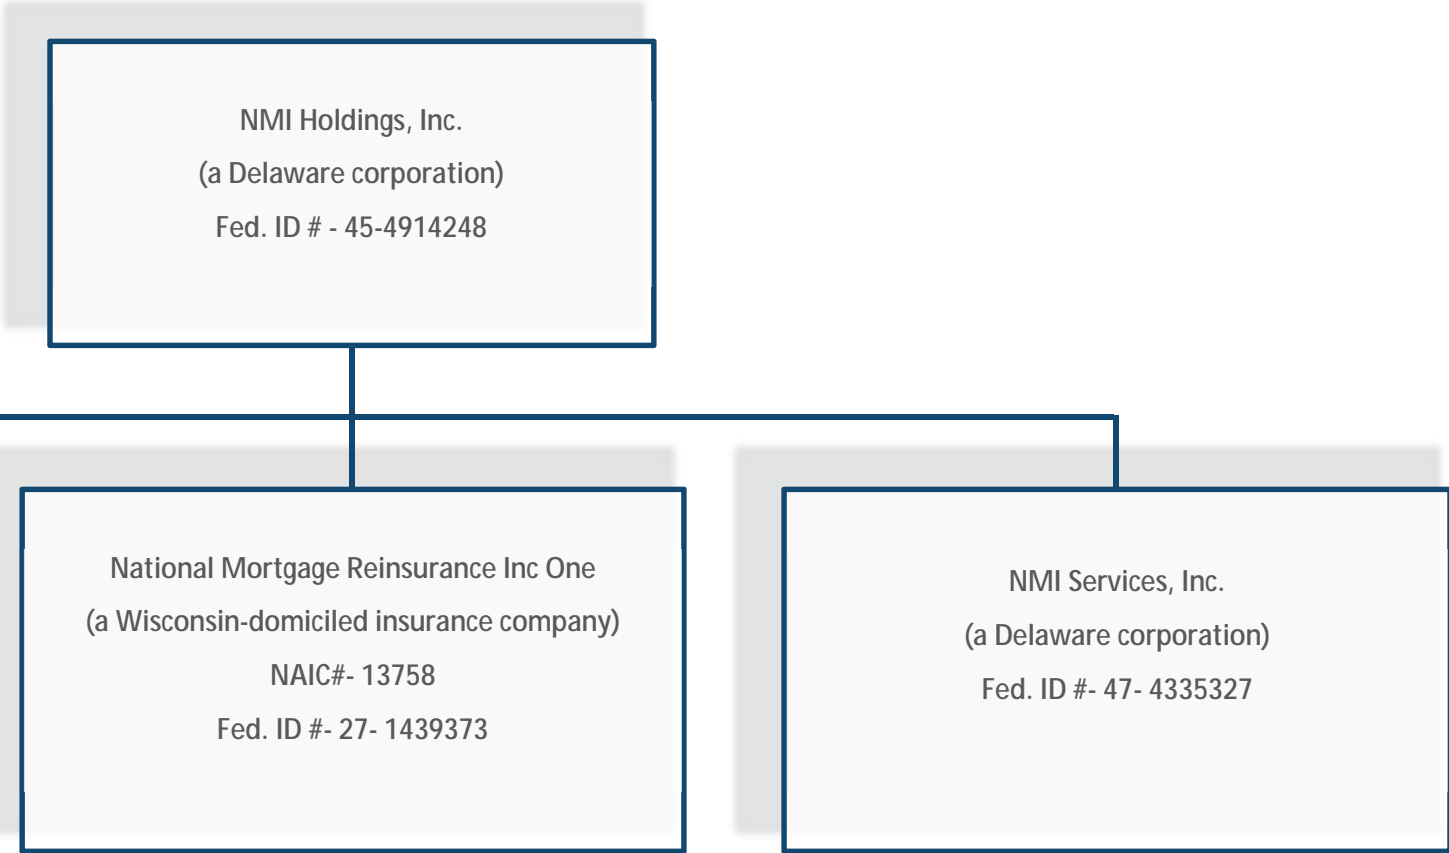 NMI Holdings, Inc.
(a Delaware corporation)
Fed. ID # - 45-4914248
National Mortgage Reinsurance Inc One
(a Wisconsin-domiciled insurance company)
NAIC#- 13758
Fed. ID #- 27- 1439373
NMI Services, Inc.
(a Delaware corporation)
Fed. ID #- 47- 4335327